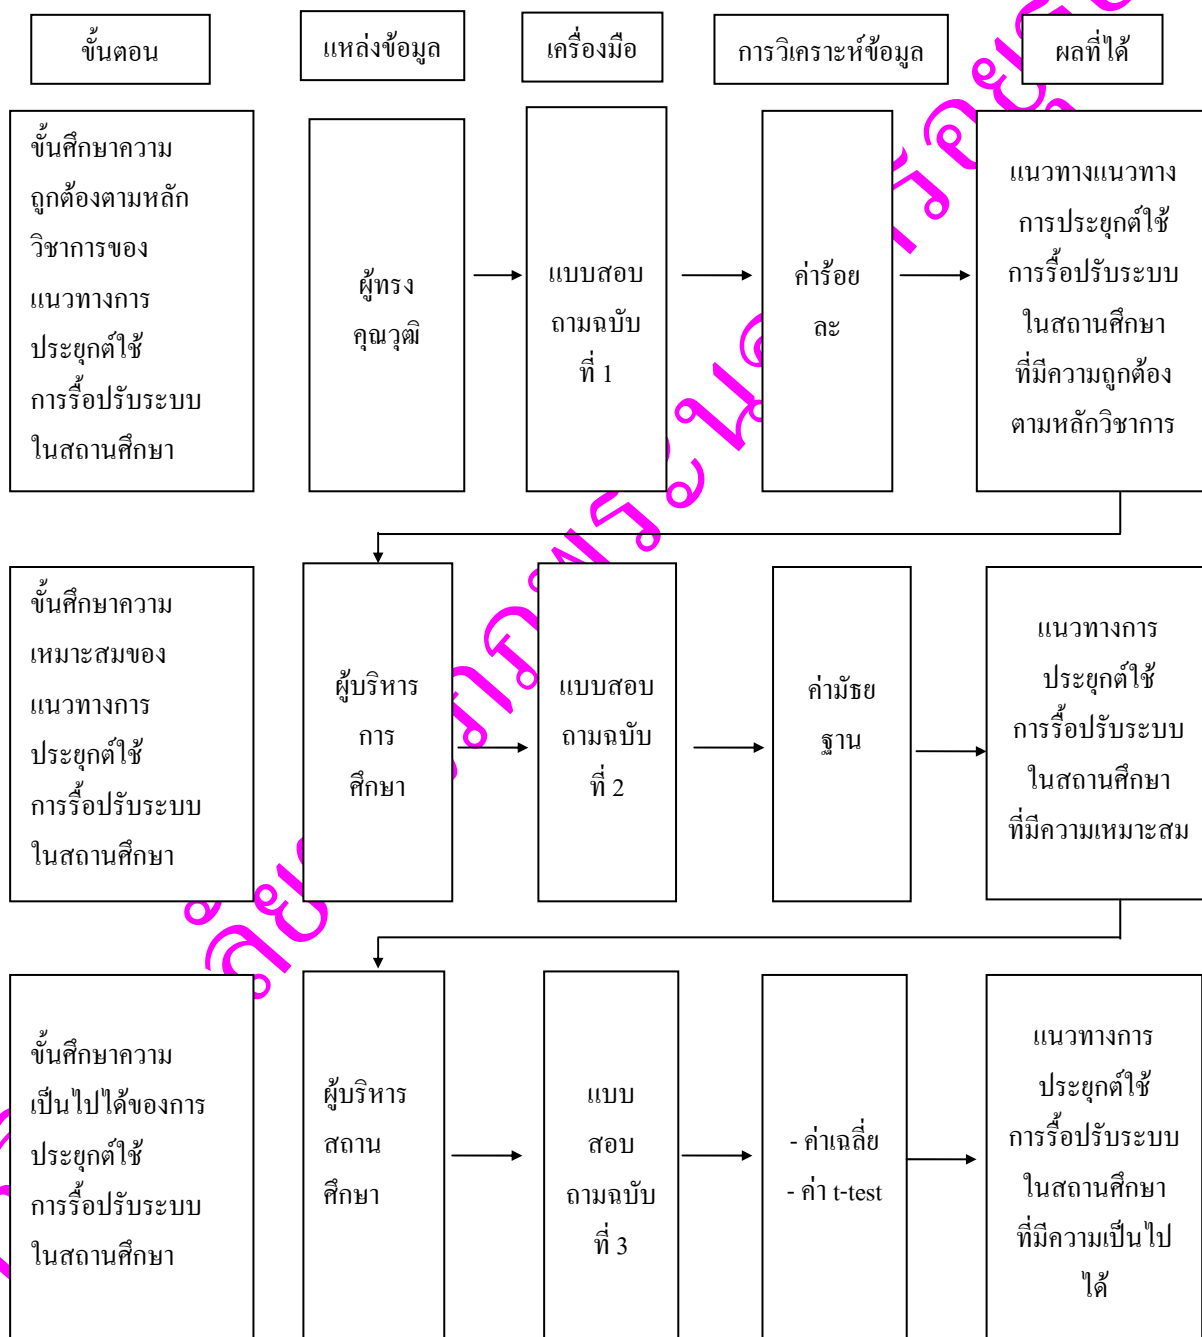 ขั้นตอน
แหล่งข้อมูล
เครื่องมือ
การวิเคราะห์ข้อมูล
ผลที่ได้
ขั้นศึกษาความ
ถูกต้องตามหลัก
วิชาการของ
แนวทางการ
ประยุกต์ใช้
การรื้อปรับระบบ
ในสถานศึกษา
ผู้ทรง
คุณวุฒิ
แบบสอบ
ถามฉบับ
ที่ 1
ค่าร้อย
ละ
แนวทางแนวทาง
การประยุกต์ใช้
การรื้อปรับระบบ
ในสถานศึกษา
ที่มีความถูกต้อง
ตามหลักวิชาการ
ขั้นศึกษาความ
เหมาะสมของ
แนวทางการ
ประยุกต์ใช้
การรื้อปรับระบบ
ในสถานศึกษา
ผู้บริหาร
การ
ศึกษา
แบบสอบ
ถามฉบับ
ที่ 2
ค่ามัธย
ฐาน
แนวทางการ
ประยุกต์ใช้
การรื้อปรับระบบ
ในสถานศึกษา
ที่มีความเหมาะสม
ขั้นศึกษาความ
เป็นไปได้ของการ
ประยุกต์ใช้
การรื้อปรับระบบ
ในสถานศึกษา
ผู้บริหาร
สถาน
ศึกษา
แบบ
สอบ
ถามฉบับ
ที่ 3
- ค่าเฉลี่ย
- ค่า t-test
แนวทางการ
ประยุกต์ใช้
การรื้อปรับระบบ
ในสถานศึกษา
ที่มีความเป็นไป
ได้